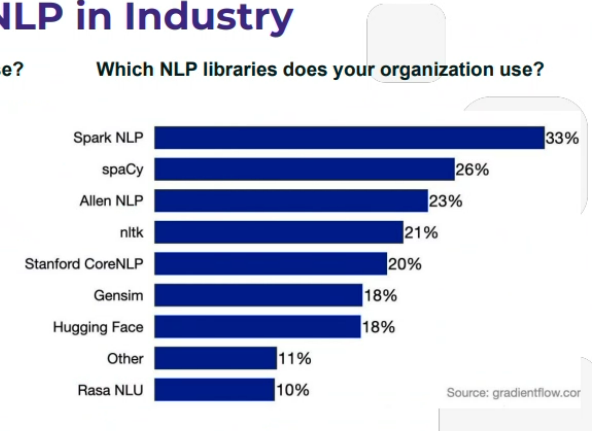 NLP in Industry
e?
Which NLP libraries does your organization use?
Spark NLP 33%
spaCy 26%
Allen NLP 23%
nltk 21%
Stanford CoreNLP 20%
Gensim 18%
Hugging Face 18%
Other 11%
Rasa NLU 10%
Source: gradientflow.cor